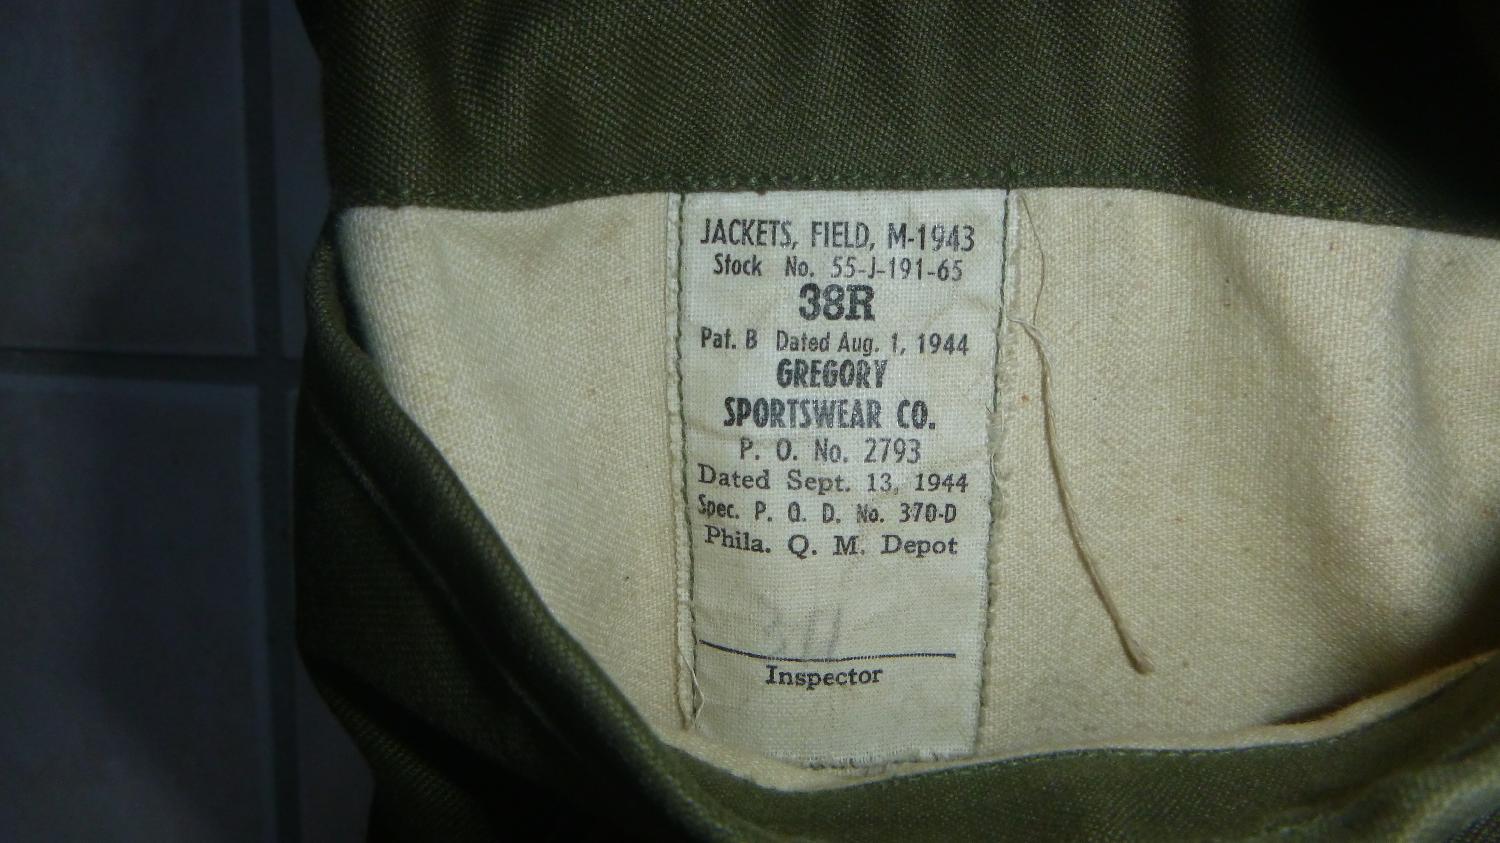 JACKETS, FIELD, M-1943
Stock No. 55-J-191-65
38R
Pat. B Dated Aug. 1, 1944
GREGORY
SPORTSWEAR CO.
P. O. No. 2793
Dated Sept. 13, 1944
Spec. P. Q. D. No. 370-D
Phila. Q. M. Depot
311
Inspector